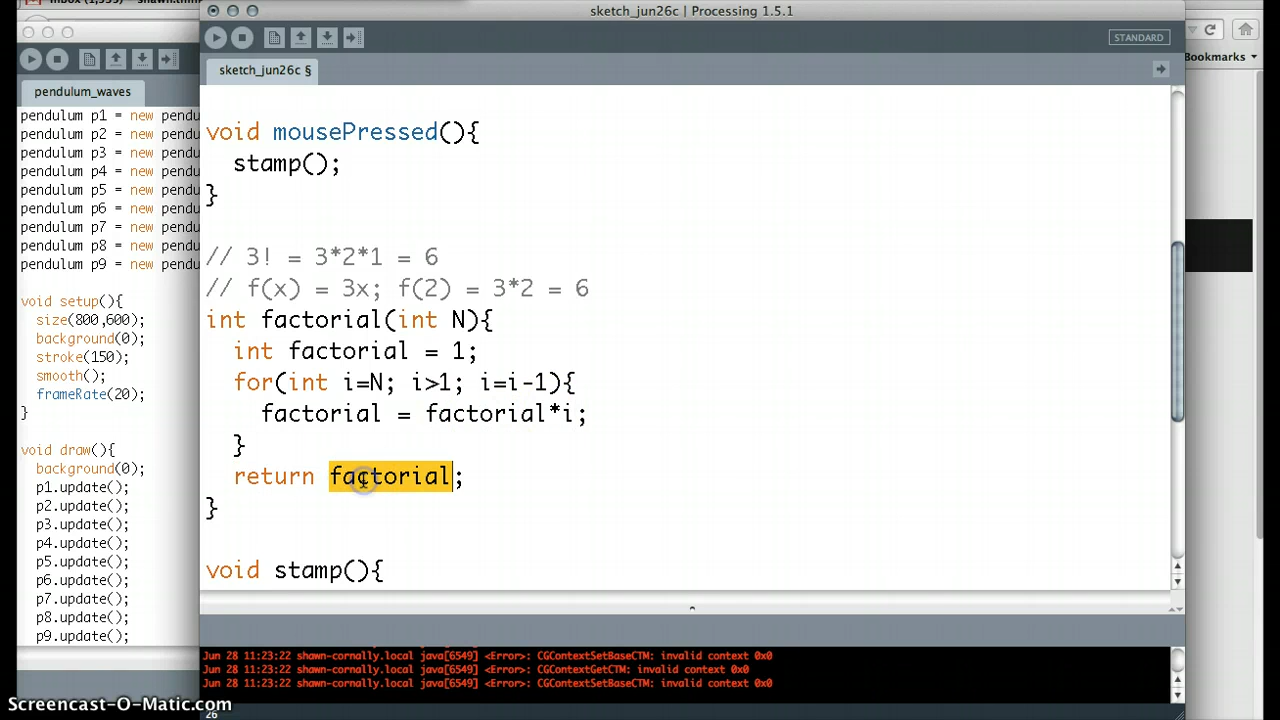 sketch_jun26c | Processing 1.5.1
Bookmarks
STANDARD
sketch_jun26c §
pendulum_waves
pendulum p1 = new pendu
pendulum p2 = new pendu
pendulum p3 = new pendu
pendulum p4 = new pendu
pendulum p5 = new pendu
pendulum p6 = new pendu
pendulum p7 = new pendu
pendulum p8 = new pendu
pendulum p9 = new pendu
void setup(){
size(800,600);
background(0);
stroke(150);
smooth();
frameRate(20);
}
void draw(){
background(0);
p1.update();
p2.update();
p3.update();
p4.update();
p5.update();
p6.update();
p7.update();
p8.update();
p9.update();
void mousePressed(){
stamp();
}
// 3! = 3*2*1 = 6
// f(x) = 3x; f(2) = 3*2 = 6
int factorial(int N){
int factorial = 1;
for(int i=N; i>1; i=i-1){
factorial = factorial*i;
}
return factorial;
}
void stamp(){
Jun 28 11:23:22 shawn-cornally.local java[6549] <Error>: CGContextSetBaseCTM: invalid context 0x0
Jun 28 11:23:22 shawn-cornally.local java[6549] <Error>: CGContextGetCTM: invalid context 0x0
Jun 28 11:23:22 shawn-cornally.local java[6549] <Error>: CGContextSetBaseCTM: invalid context 0x0
26
Screencast-O-Matic.com